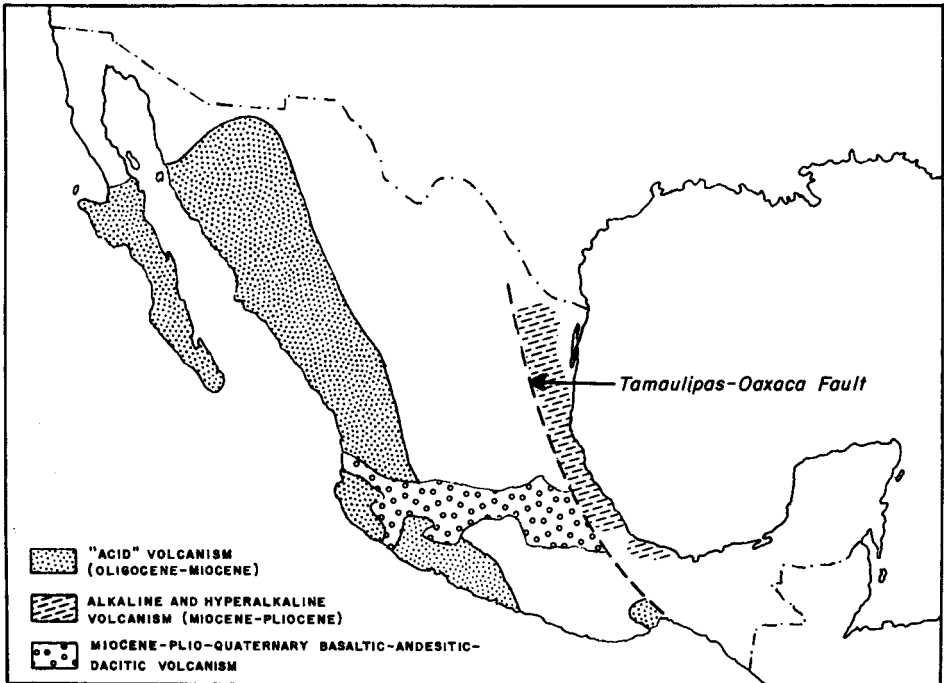 Tamaulipas-Oaxaca Fault
"ACID" VOLCANISM
(OLIGOCENE-MIOCENE)
ALKALINE AND HYPERALKALINE
VOLCANISM (MIOCENE-PLIOCENE)
MIOCENE-PLIO-QUATERNARY BASALTIC-ANDESITIC-
DACITIC VOLCANISM